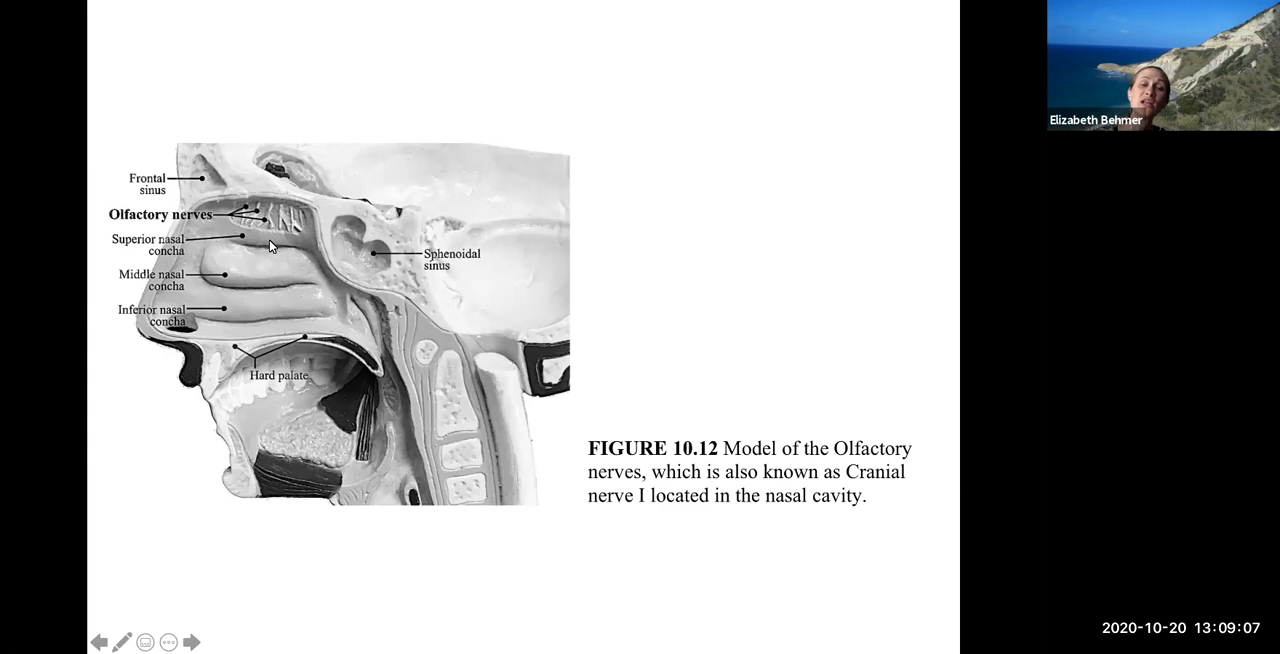 Elizabeth Behmer
Frontal
sinus
Olfactory nerves
Superior nasal
concha
Middle nasal
concha
Inferior nasal
concha
Hard palate
Sphenoidal
sinus
FIGURE 10.12 Model of the Olfactory
nerves, which is also known as Cranial
nerve I located in the nasal cavity.
2020-10-20 13:09:07